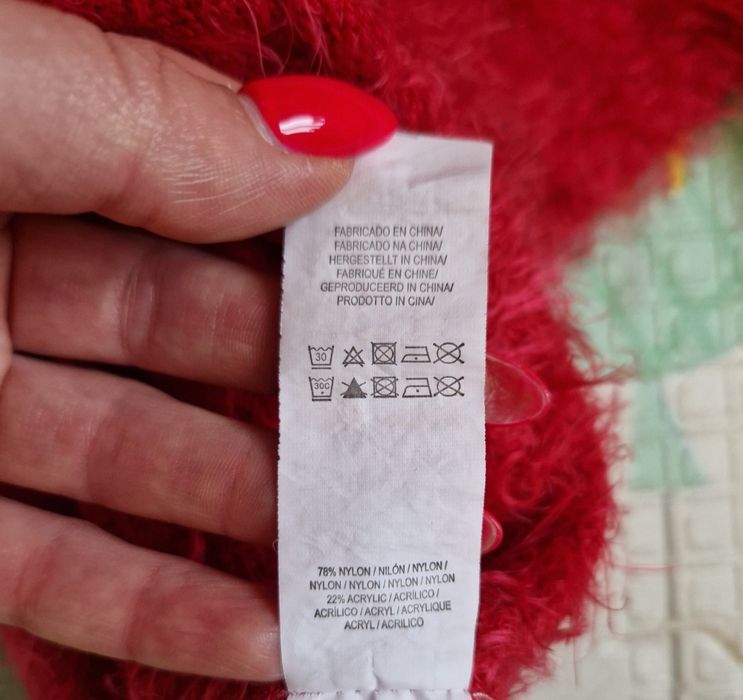 FABRICADO EN CHINA/
FABRICADO NA CHINA/
HERGESTELLT IN CHINA/
FABRIQUÉ EN CHINE/
GEPRODUCEERD IN CHINA/
PRODOTTO IN CINA/
30
30C
78% NYLON / NILÓN / NYLON /
NYLON / NYLON / NYLON / NYLON
22% ACRYLIC / ACRÍLICO /
ACRÍLICO / ACRYL / ACRYLIQUE
ACRYL / ACRILICO